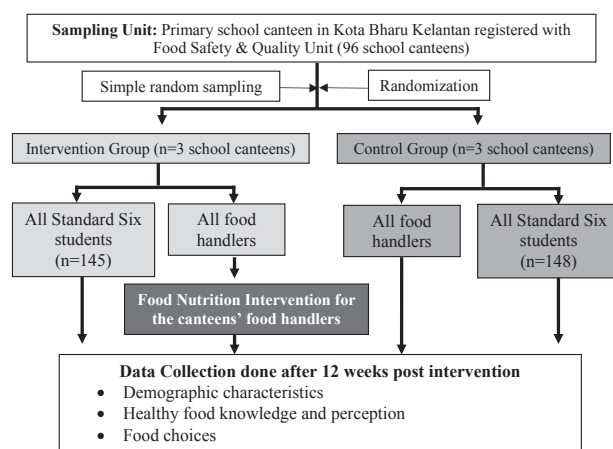 Sampling Unit: Primary school canteen in Kota Bharu Kelantan registered with
Food Safety & Quality Unit (96 school canteens)
Simple random sampling
Randomization
Intervention Group (n=3 school canteens)
Control Group (n=3 school canteens)
All Standard Six
students
(n=145)
All food
handlers
All food
handlers
All Standard Six
students
(n=148)
Food Nutrition Intervention for
the canteens' food handlers
Data Collection done after 12 weeks post intervention
• Demographic characteristics
• Healthy food knowledge and perception
• Food choices